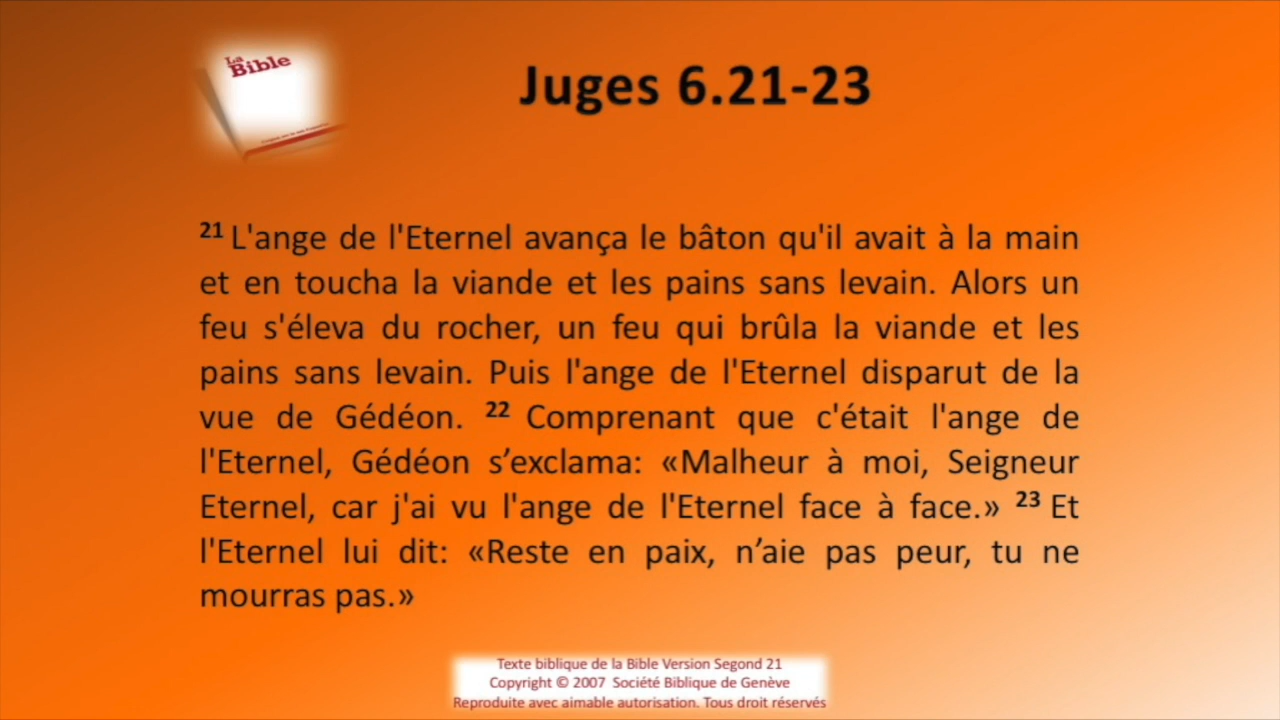 La
Bible
Juges 6.21-23
21 L'ange de l'Eternel avança le bâton qu'il avait à la main
et en toucha la viande et les pains sans levain. Alors un
feu s'éleva du rocher, un feu qui brûla la viande et les
pains sans levain. Puis l'ange de l'Eternel disparut de la
vue de Gédéon. 22 Comprenant que c'était l'ange de
l'Eternel, Gédéon s’exclama: «Malheur à moi, Seigneur
Eternel, car j'ai vu l'ange de l'Eternel face à face.» 23 Et
l'Eternel lui dit: «Reste en paix, n’aie pas peur, tu ne
mourras pas.»
Texte biblique de la Bible Version Segond 21
Copyright © 2007 Société Biblique de Genève
Reproduite avec aimable autorisation. Tous droit réservés